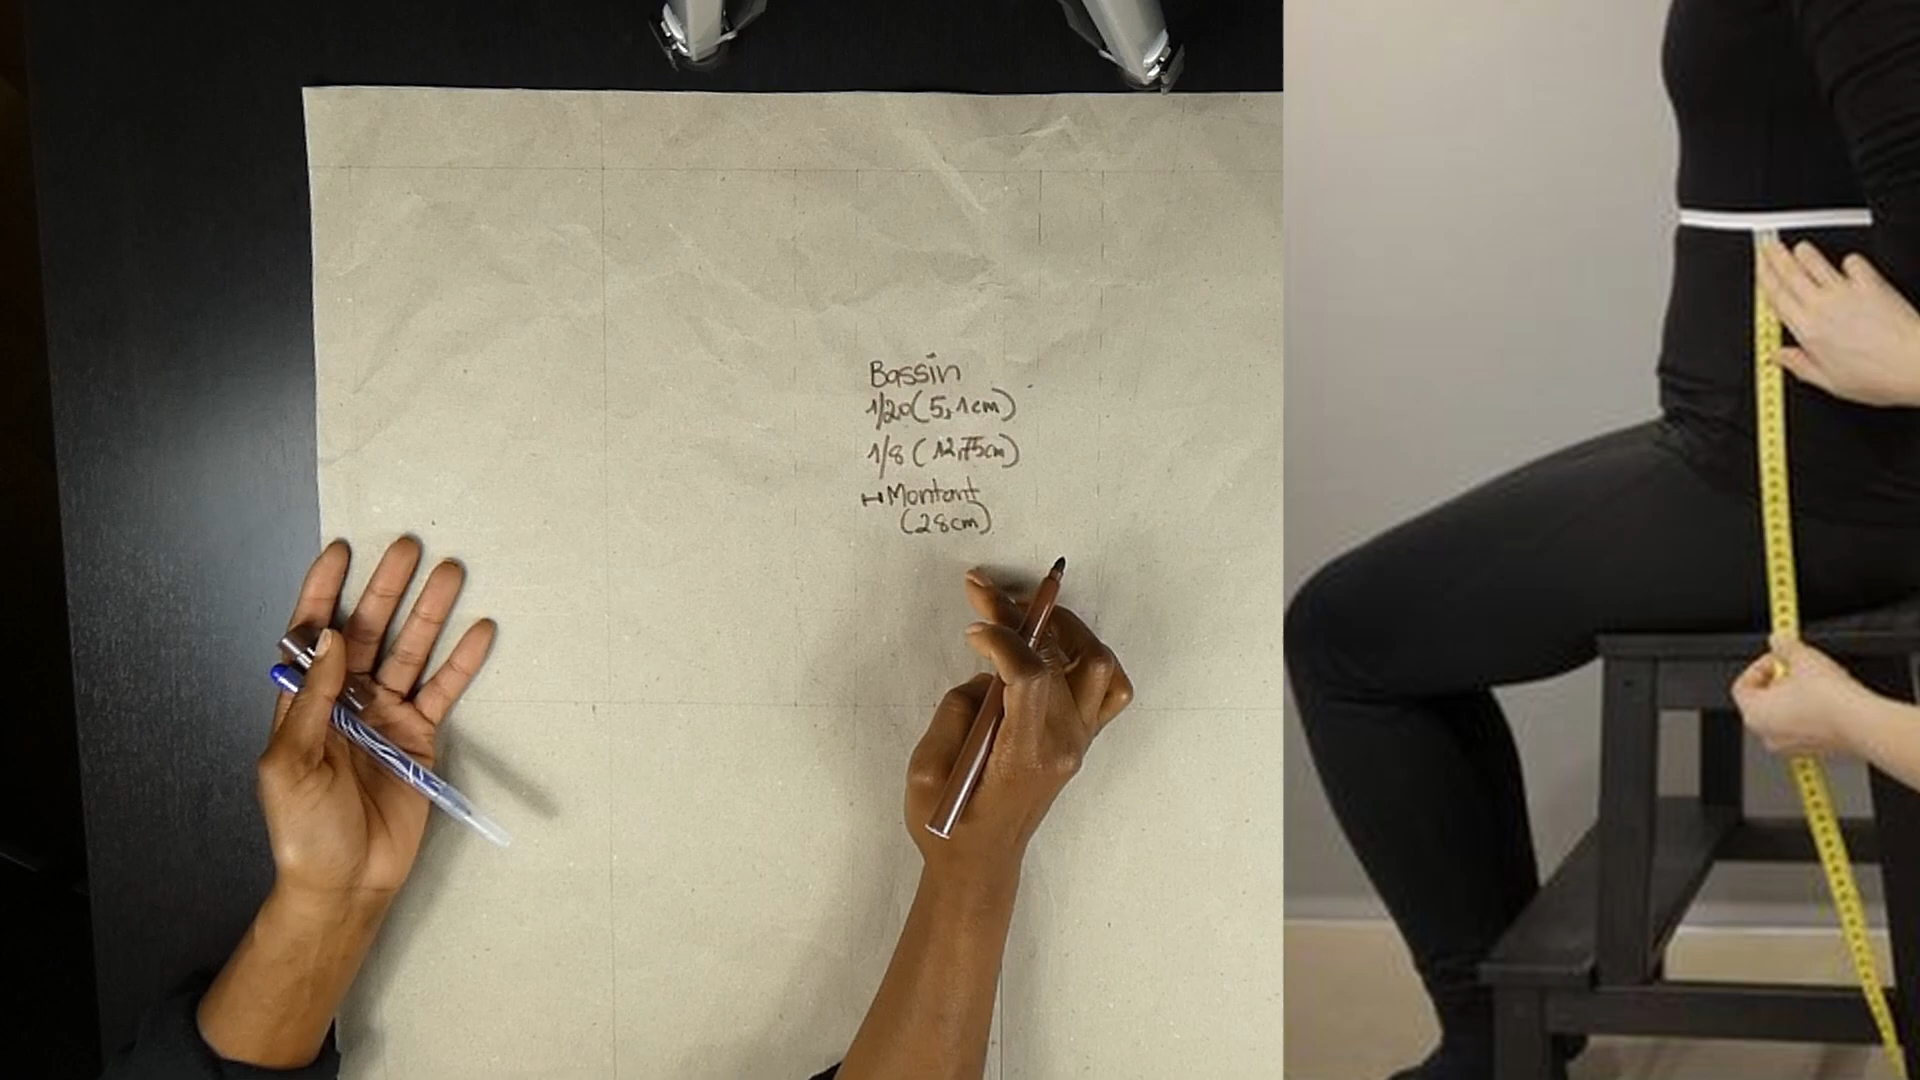 Bassin
1/20 (5,1cm)
1/8 (12,75cm)
↦ Montant
(28cm)